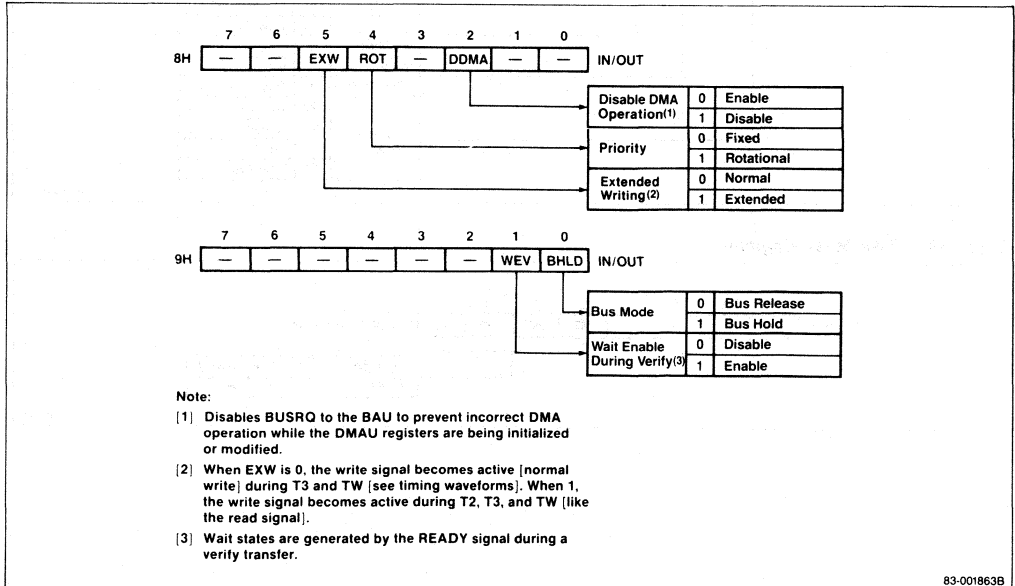 7 6 5 4 3 2 1 0
8H — — EXW ROT — DDMA — — IN/OUT
Disable DMA Operation(1) 0 Enable
1 Disable
Priority 0 Fixed
1 Rotational
Extended Writing(2) 0 Normal
1 Extended
7 6 5 4 3 2 1 0
9H — — — — — — WEV BHLD IN/OUT
Bus Mode 0 Bus Release
1 Bus Hold
Wait Enable During Verify(3) 0 Disable
1 Enable
Note:
[1] Disables BUSRQ to the BAU to prevent incorrect DMA
operation while the DMAU registers are being initialized
or modified.
[2] When EXW is 0, the write signal becomes active [normal
write] during T3 and TW [see timing waveforms]. When 1,
the write signal becomes active during T2, T3, and TW [like
the read signal].
[3] Wait states are generated by the READY signal during a
verify transfer.
83-001863B